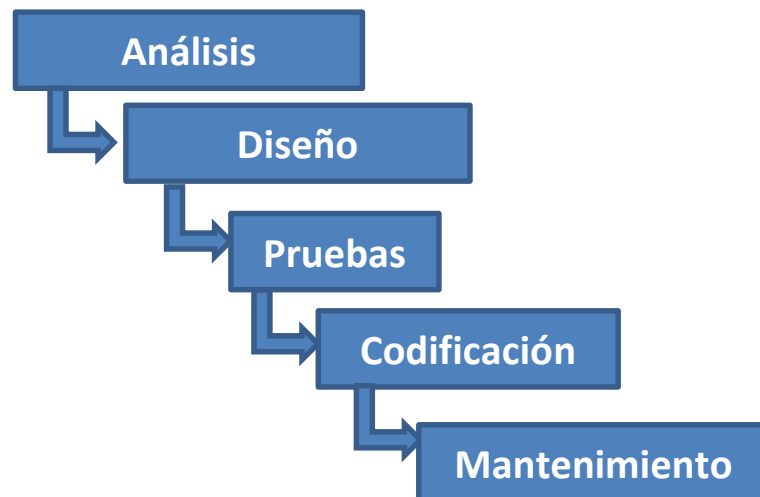 Análisis
Diseño
Pruebas
Codificación
Mantenimiento